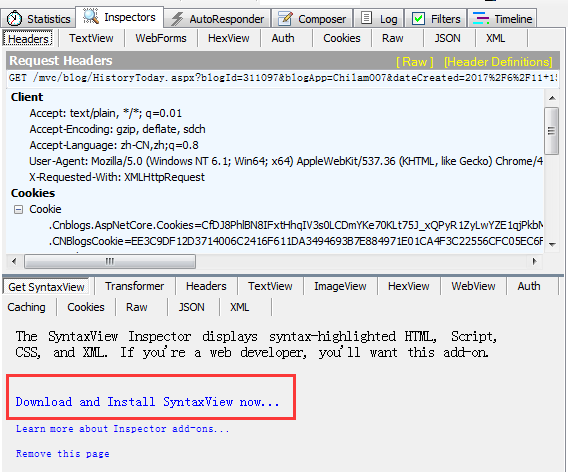 Statistics Inspectors AutoResponder Composer Log Filters Timeline
Headers TextView WebForms HexView Auth Cookies Raw JSON XML
Request Headers [ Raw ] [Header Definitions]
GET /mvc/blog/HistoryToday.aspx?blogId=311097&blogApp=Chilam007&dateCreated=2017%2F6%2F11+15
Client
Accept: text/plain, */*; q=0.01
Accept-Encoding: gzip, deflate, sdch
Accept-Language: zh-CN,zh;q=0.8
User-Agent: Mozilla/5.0 (Windows NT 6.1; Win64; x64) AppleWebKit/537.36 (KHTML, like Gecko) Chrome/4
X-Requested-With: XMLHttpRequest
Cookies
Cookie
.Cnblogs.AspNetCore.Cookies=CfDJ8PhlBN8IFxtHhqIV3s0LCDmYKe70KLt75J_xQPyR1ZyLwYZE1qjPkbM
.CNBlogsCookie=EE3C9DF12D3714006C2416F611DA3494693B7E884971E01CA4F3C22556CFC05EC6F
Get SyntaxView Transformer Headers TextView ImageView HexView WebView Auth
Caching Cookies Raw JSON XML
The SyntaxView Inspector displays syntax-highlighted HTML, Script,
CSS, and XML. If you're a web developer, you'll want this add-on.
Download and Install SyntaxView now...
Learn more about Inspector add-ons...
Remove this page